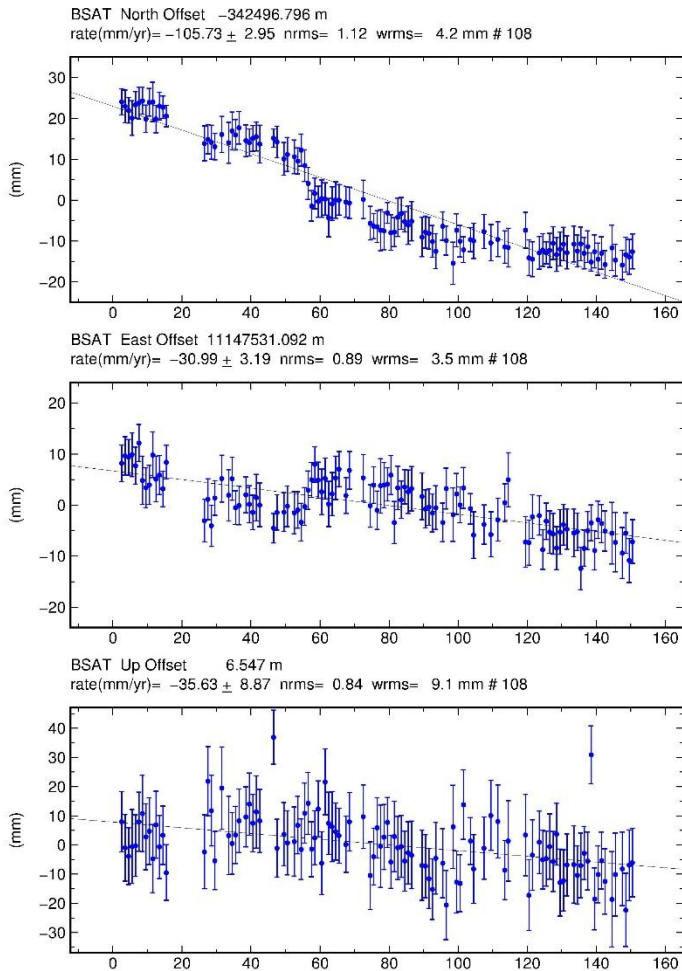 BSAT North Offset -342496.796 m
rate(mm/yr)= -105.73 ± 2.95 nrms= 1.12 wrms= 4.2 mm # 108
30
20
10
0
-10
-20
(mm)
0 20 40 60 80 100 120 140 160
BSAT East Offset 11147531.092 m
rate(mm/yr)= -30.99 ± 3.19 nrms= 0.89 wrms= 3.5 mm # 108
20
10
0
-10
-20
(mm)
0 20 40 60 80 100 120 140 160
BSAT Up Offset 6.547 m
rate(mm/yr)= -35.63 ± 8.87 nrms= 0.84 wrms= 9.1 mm # 108
40
30
20
10
0
-10
-20
-30
(mm)
0 20 40 60 80 100 120 140 160